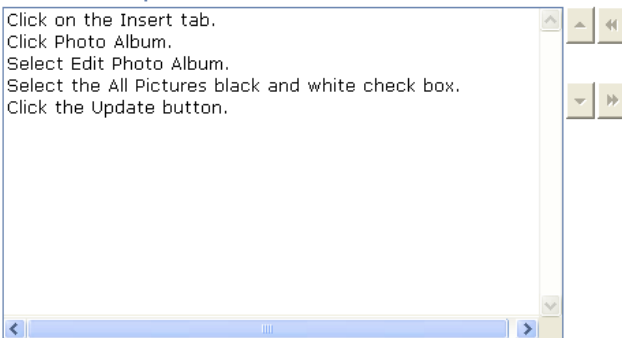 Click on the Insert tab.
Click Photo Album.
Select Edit Photo Album.
Select the All Pictures black and white check box.
Click the Update button.